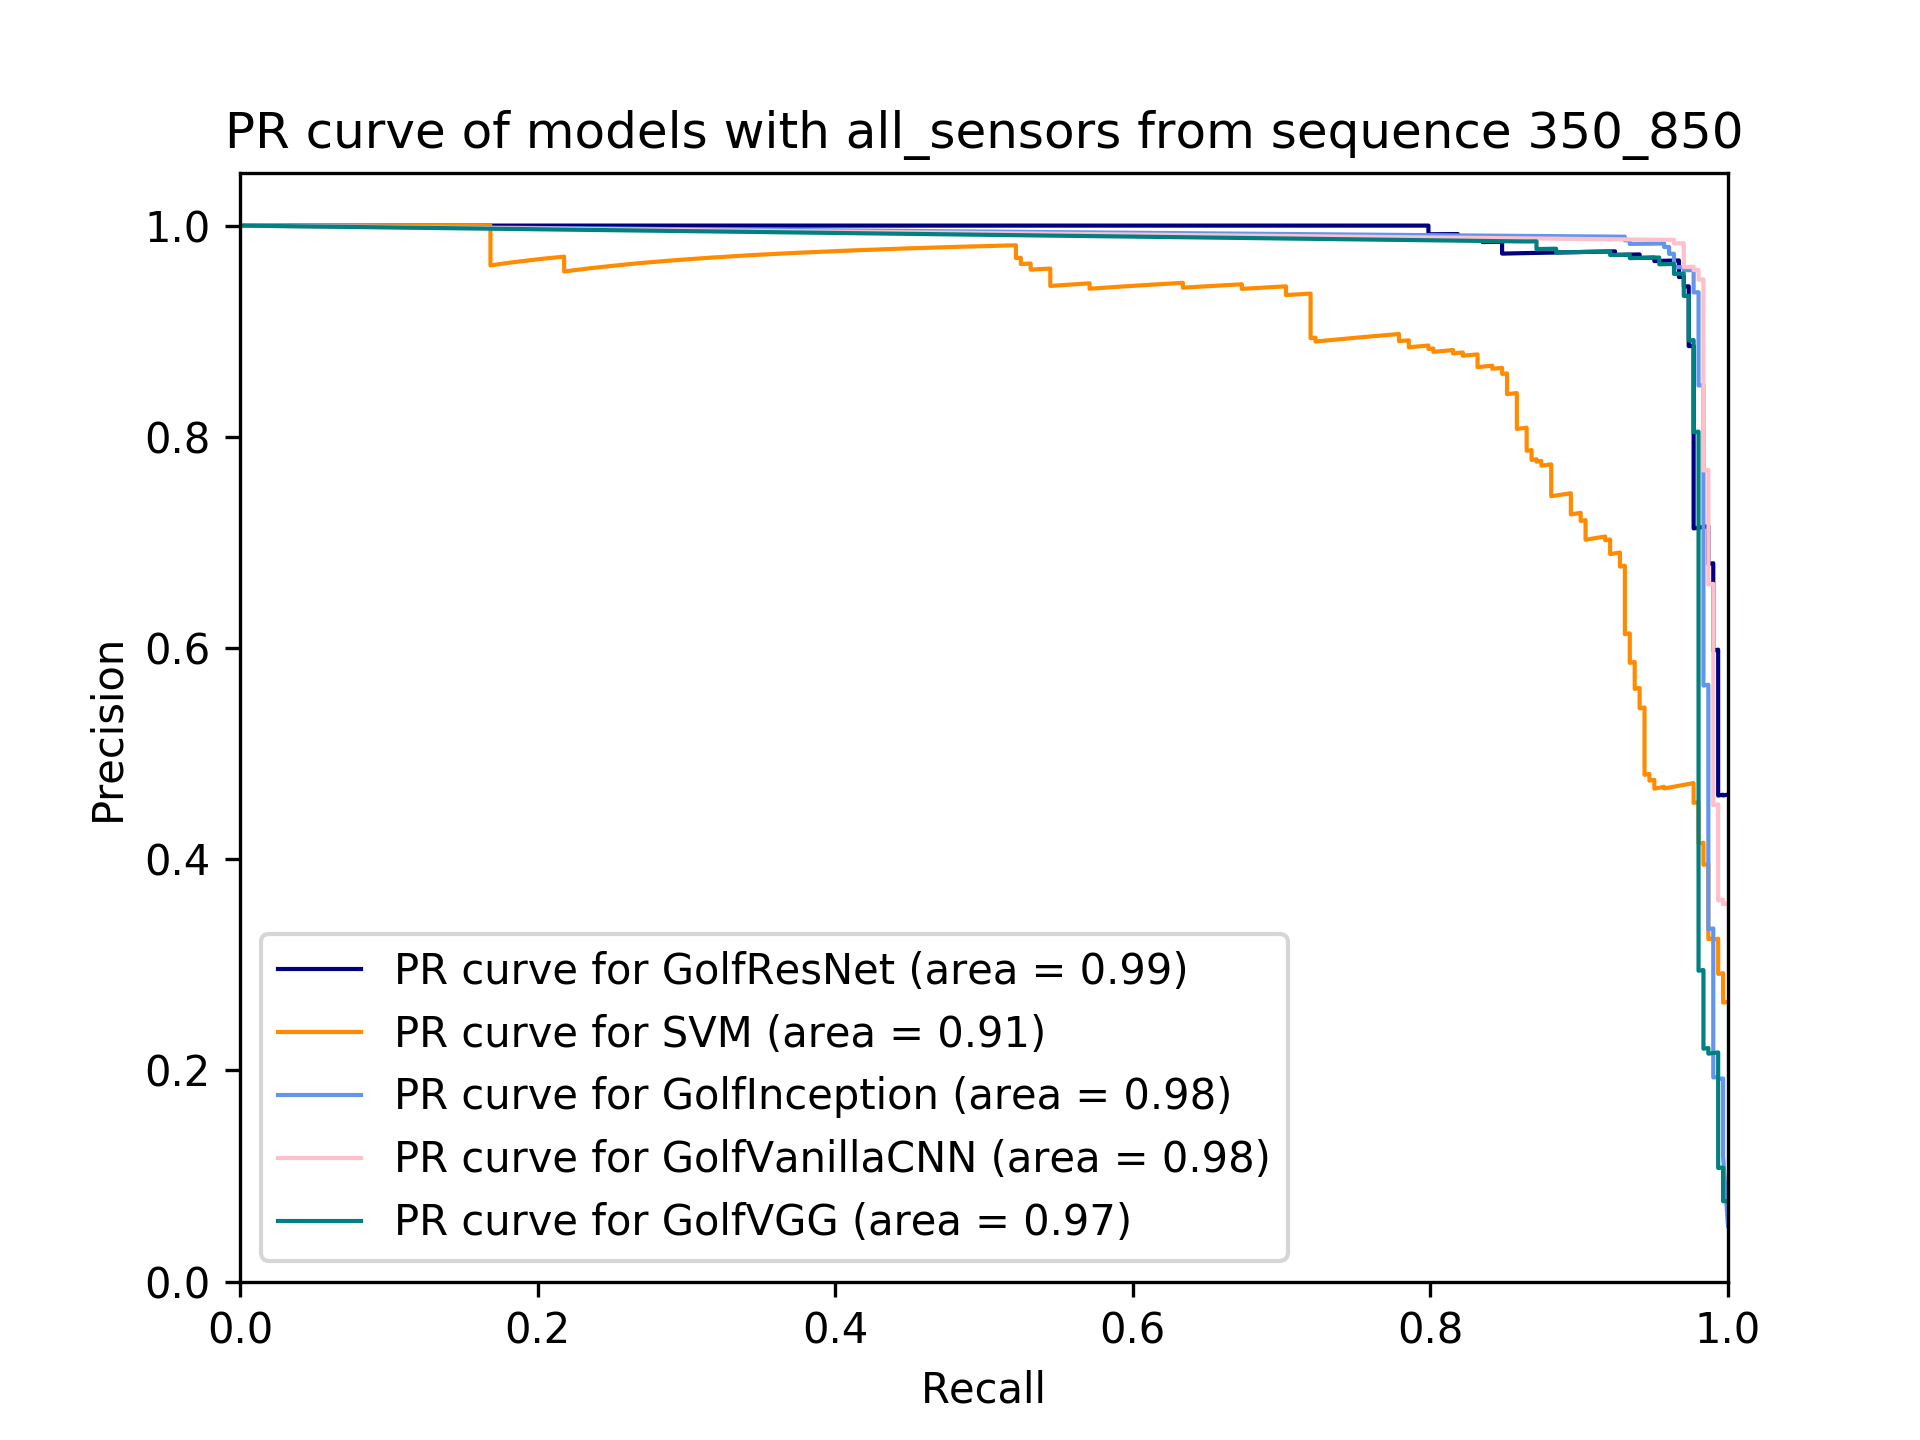 PR curve of models with all_sensors from sequence 350_850
1.0
0.8
0.6
0.4
0.2
0.0
Precision
PR curve for GolfResNet (area = 0.99)
PR curve for SVM (area = 0.91)
PR curve for GolfInception (area = 0.98)
PR curve for GolfVanillaCNN (area = 0.98)
PR curve for GolfVGG (area = 0.97)
0.0 0.2 0.4 0.6 0.8 1.0
Recall